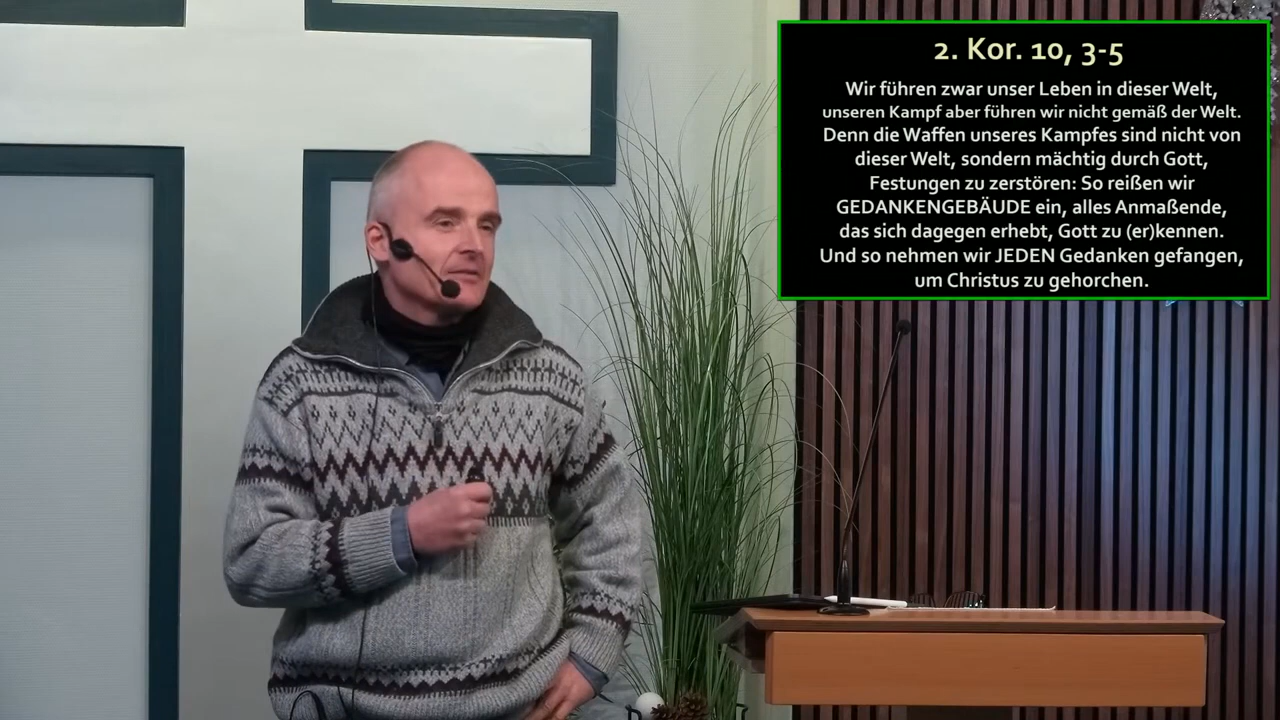 2. Kor. 10, 3-5
Wir führen zwar unser Leben in dieser Welt,
unseren Kampf aber führen wir nicht gemäß der Welt.
Denn die Waffen unseres Kampfes sind nicht von
dieser Welt, sondern mächtig durch Gott,
Festungen zu zerstören: So reißen wir
GEDANKENGEBÄUDE ein, alles Anmaßende,
das sich dagegen erhebt, Gott zu (er)kennen.
Und so nehmen wir JEDEN Gedanken gefangen,
um Christus zu gehorchen.